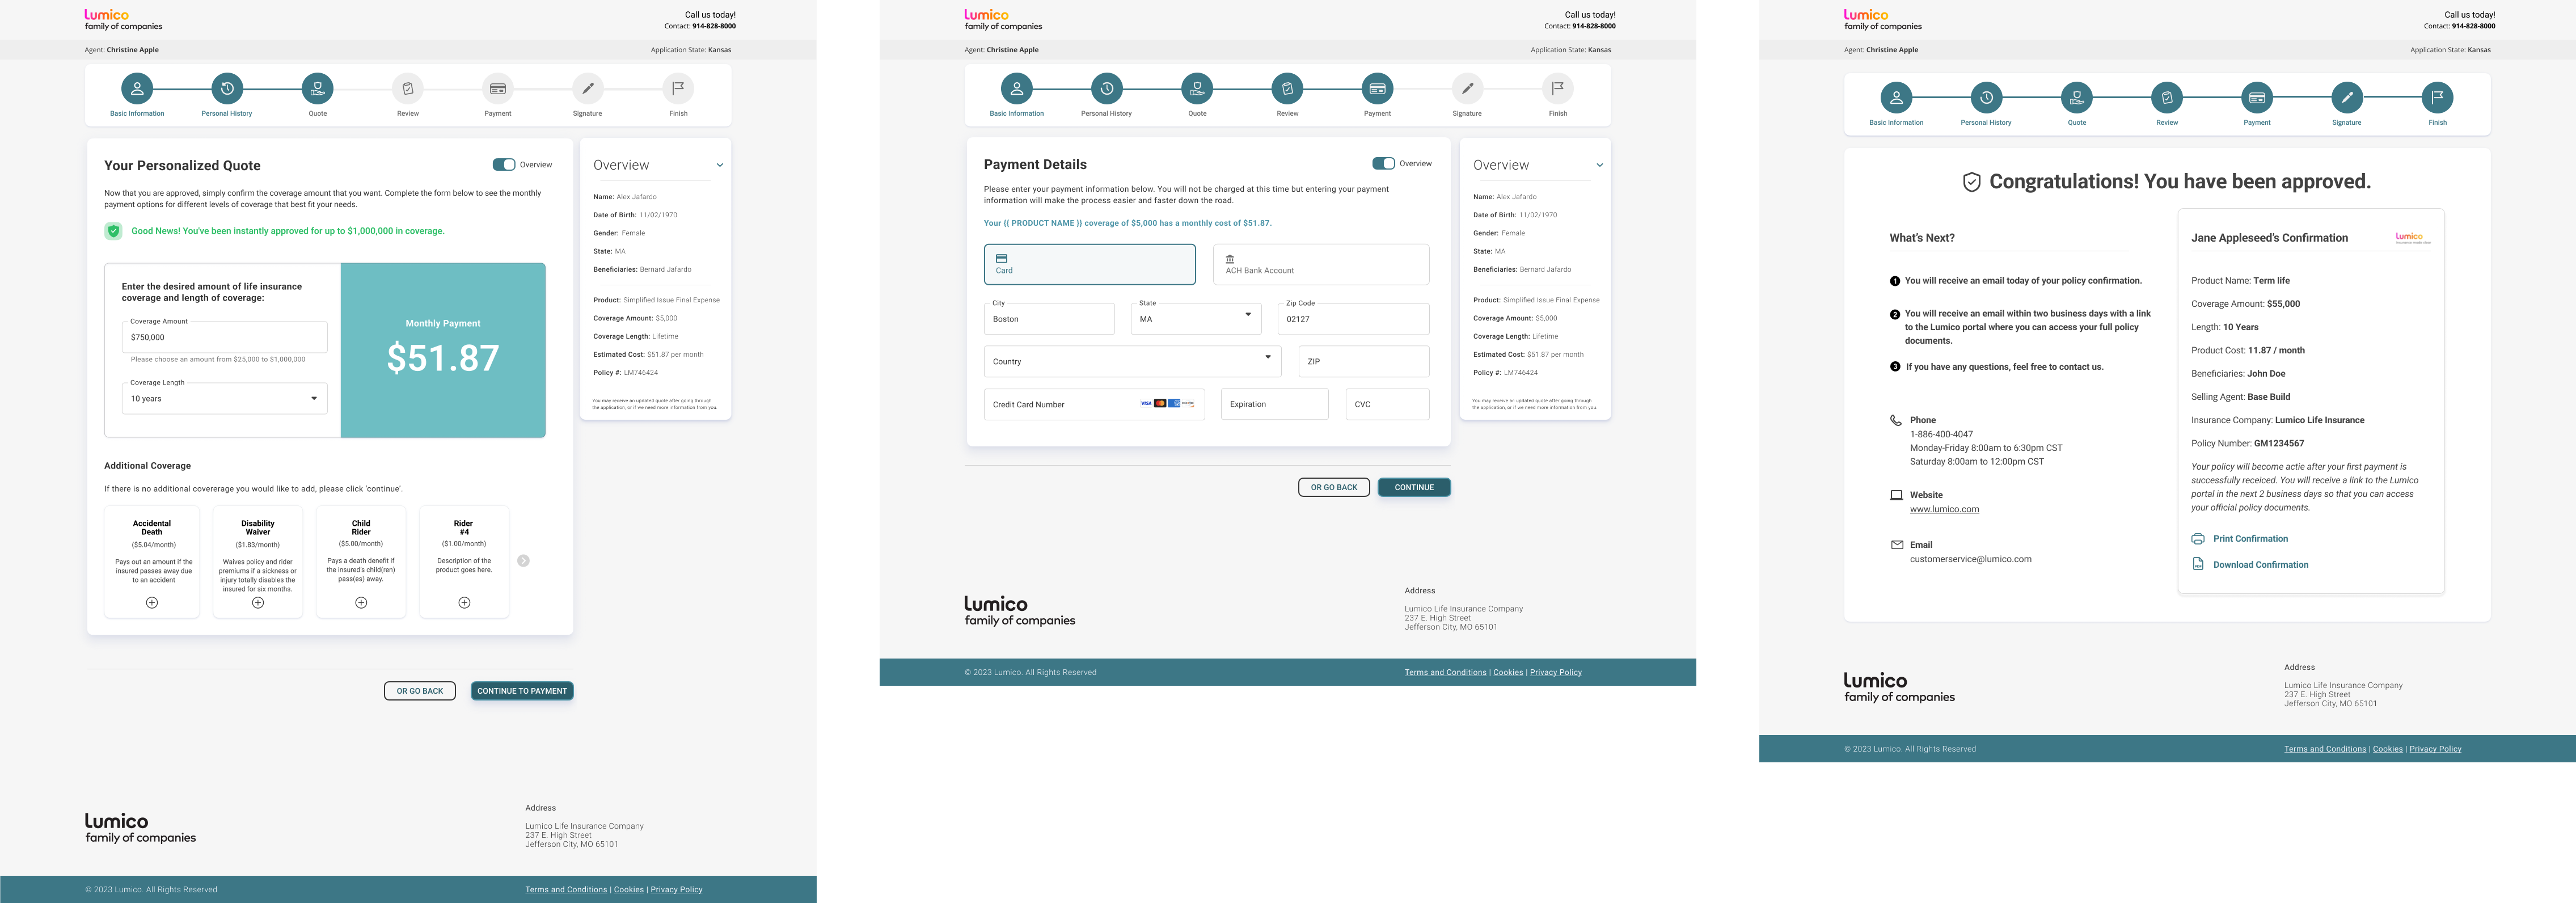 Lumico
family of companies
Call us today!
Contact: 914-828-8000
Agent: Christine Apple
Application State: Kansas
Basic Information
Personal History
Quote
Review
Payment
Signature
Finish
Your Personalized Quote
Overview
Now that you are approved, simply confirm the coverage amount that you want. Complete the form below to see the monthly
payment options for different levels of coverage that best fit your needs.
Good News! You've been instantly approved for up to $1,000,000 in coverage.
Enter the desired amount of life insurance
coverage and length of coverage:
Coverage Amount
$750,000
Please choose an amount from $25,000 to $1,000,000
Coverage Length
10 years
Monthly Payment
$51.87
Additional Coverage
If there is no additional covererage you would like to add, please click 'continue'.
Accidental
Death
($5.04/month)
Pays out an amount if the
insured passes away due
to an accident
Disability
Waiver
($1.83/month)
Waives policy and rider
premiums if a sickness or
injury totally disables the
insured for six months.
Child
Rider
($5.00/month)
Pays a death benefit if
the insured's child(ren)
pass(es) away.
Rider
#4
($1.00/month)
Description of the
product goes here.
Overview
Name: Alex Jafardo
Date of Birth: 11/02/1970
Gender: Female
State: MA
Beneficiaries: Bernard Jafardo
Product: Simplified Issue Final Expense
Coverage Amount: $5,000
Coverage Length: Lifetime
Estimated Cost: $51.87 per month
Policy #: LM746424
You may receive an updated quote after going through
the application, or if we need more information from you.
OR GO BACK
CONTINUE TO PAYMENT
Lumico
family of companies
Address
Lumico Life Insurance Company
237 E. High Street
Jefferson City, MO 65101
© 2023 Lumico. All Rights Reserved
Terms and Conditions | Cookies | Privacy Policy
Lumico
family of companies
Call us today!
Contact: 914-828-8000
Agent: Christine Apple
Application State: Kansas
Basic Information
Personal History
Quote
Review
Payment
Signature
Finish
Payment Details
Overview
Please enter your payment information below. You will not be charged at this time but entering your payment
information will make the process easier and faster down the road.
Your {{ PRODUCT NAME }} coverage of $5,000 has a monthly cost of $51.87.
Card
ACH Bank Account
City
Boston
State
MA
Zip Code
02127
Country
ZIP
Credit Card Number
VISA
Expiration
CVC
Overview
Name: Alex Jafardo
Date of Birth: 11/02/1970
Gender: Female
State: MA
Beneficiaries: Bernard Jafardo
Product: Simplified Issue Final Expense
Coverage Amount: $5,000
Coverage Length: Lifetime
Estimated Cost: $51.87 per month
Policy #: LM746424
You may receive an updated quote after going through
the application, or if we need more information from you.
OR GO BACK
CONTINUE
Lumico
family of companies
Address
Lumico Life Insurance Company
237 E. High Street
Jefferson City, MO 65101
© 2023 Lumico. All Rights Reserved
Terms and Conditions | Cookies | Privacy Policy
Lumico
family of companies
Call us today!
Contact: 914-828-8000
Agent: Christine Apple
Application State: Kansas
Basic Information
Personal History
Quote
Review
Payment
Signature
Finish
Congratulations! You have been approved.
What's Next?
1 You will receive an email today of your policy confirmation.
2 You will receive an email within two business days with a link
to the Lumico portal where you can access your full policy
documents.
3 If you have any questions, feel free to contact us.
Phone
1-886-400-4047
Monday-Friday 8:00am to 6:30pm CST
Saturday 8:00am to 12:00pm CST
Website
www.lumico.com
Email
customerservice@lumico.com
Jane Appleseed's Confirmation
Lumico
Product Name: Term life
Coverage Amount: $55,000
Length: 10 Years
Product Cost: 11.87 / month
Beneficiaries: John Doe
Selling Agent: Base Build
Insurance Company: Lumico Life Insurance
Policy Number: GM1234567
Your policy will become actie after your first payment is
successfully receiced. You will receive a link to the Lumico
portal in the next 2 business days so that you can access
your official policy documents.
Print Confirmation
Download Confirmation
Lumico
family of companies
Address
Lumico Life Insurance Company
237 E. High Street
Jefferson City, MO 65101
© 2023 Lumico. All Rights Reserved
Terms and Conditions | Cookies | Privacy Policy